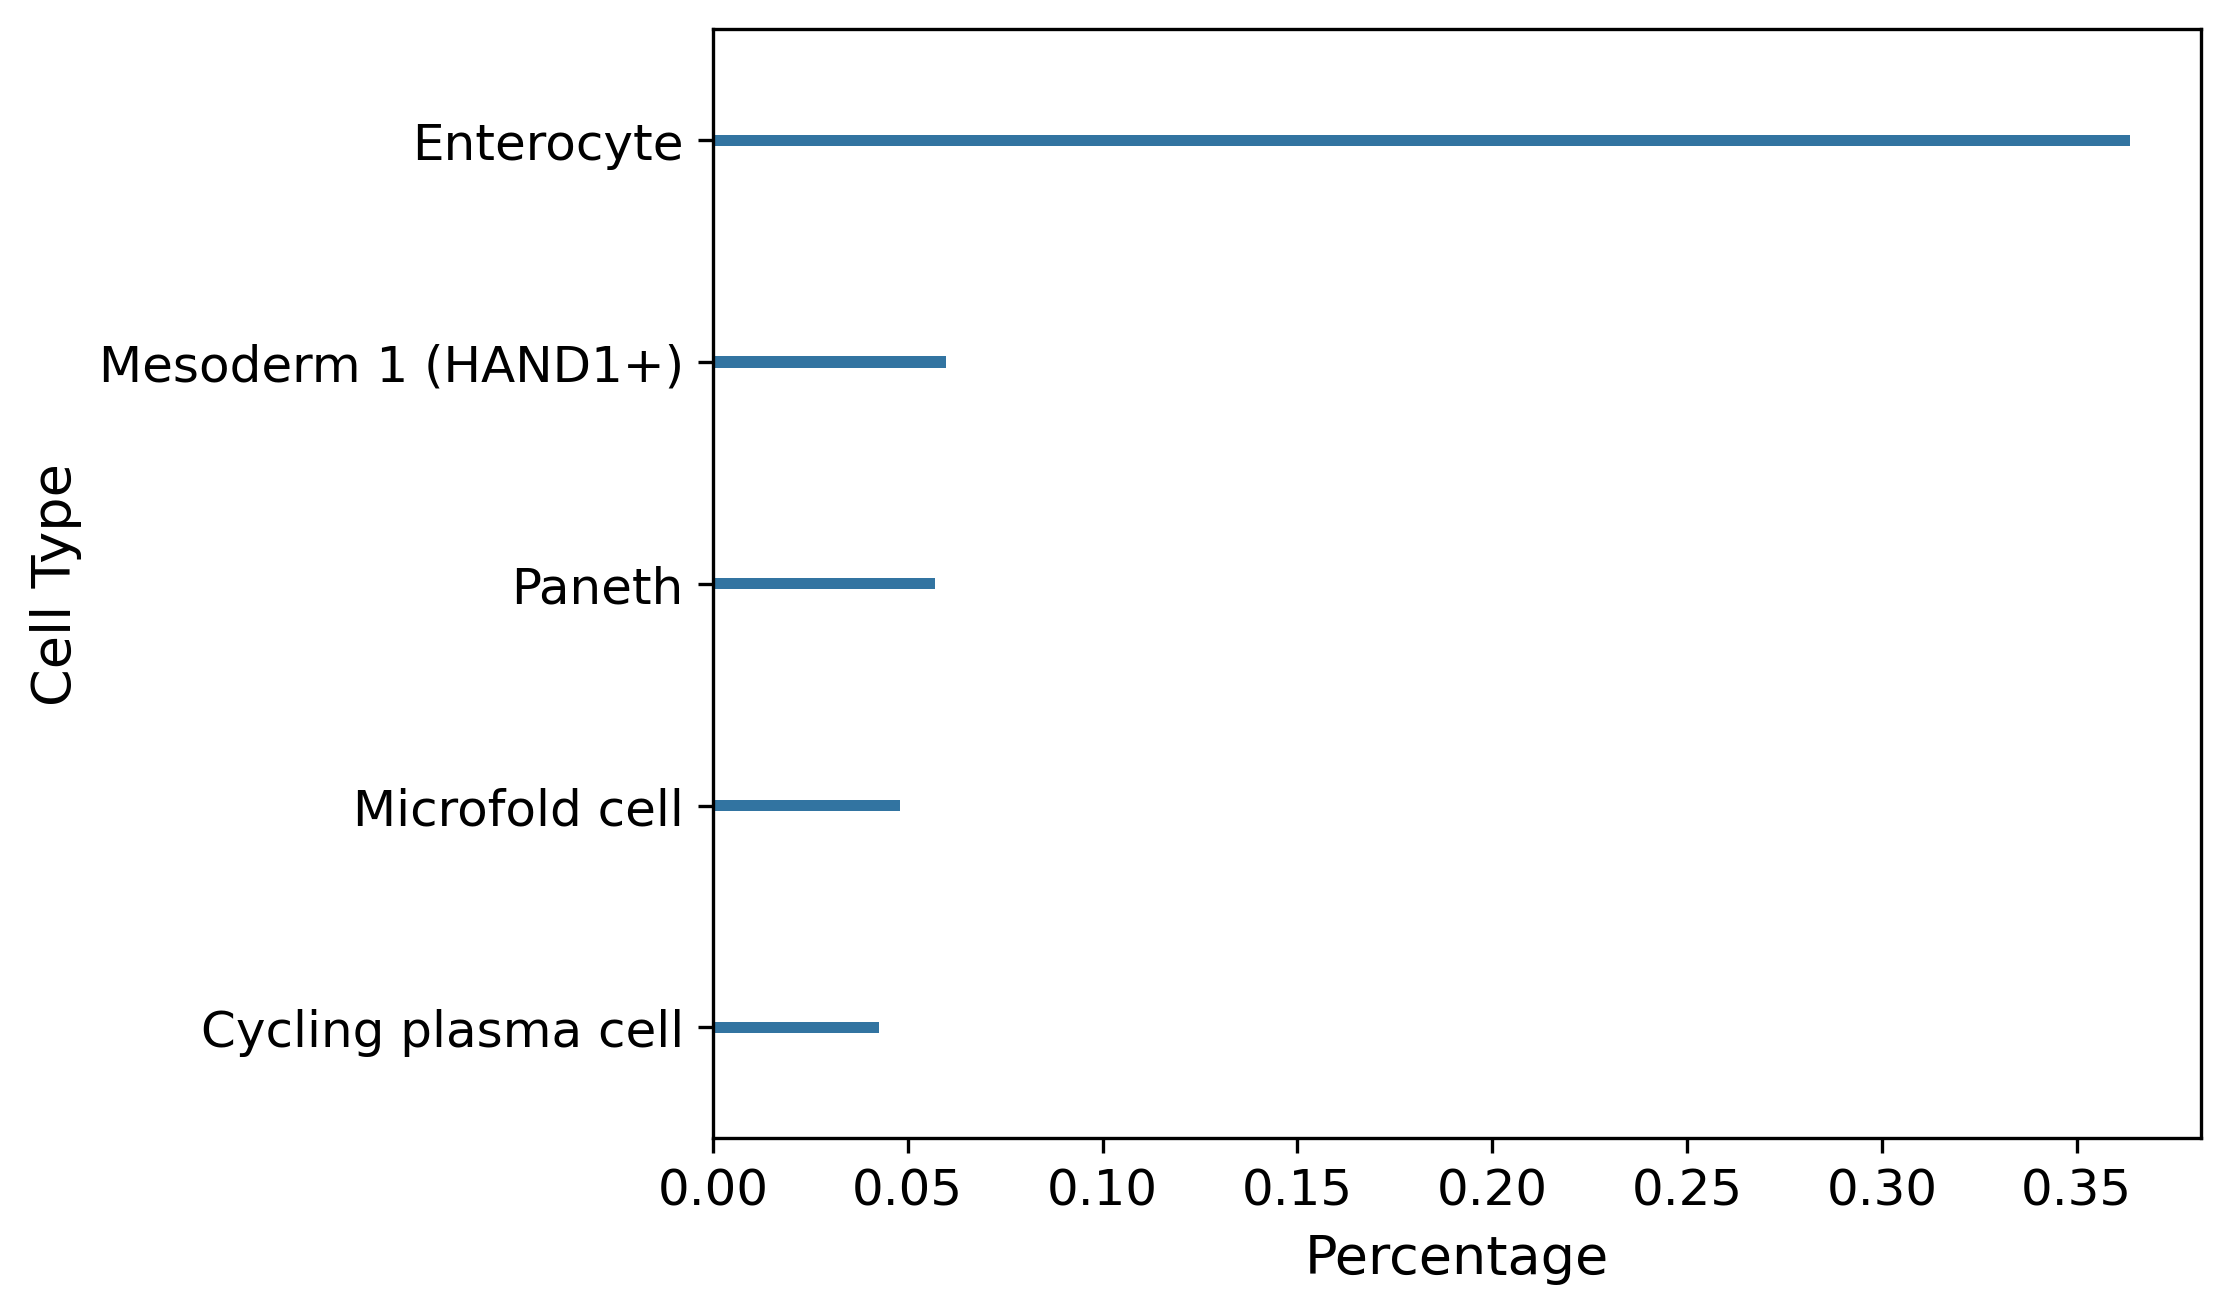 Enterocyte
Mesoderm 1 (HAND1+)
Paneth
Microfold cell
Cycling plasma cell
Cell Type
0.00 0.05 0.10 0.15 0.20 0.25 0.30 0.35
Percentage